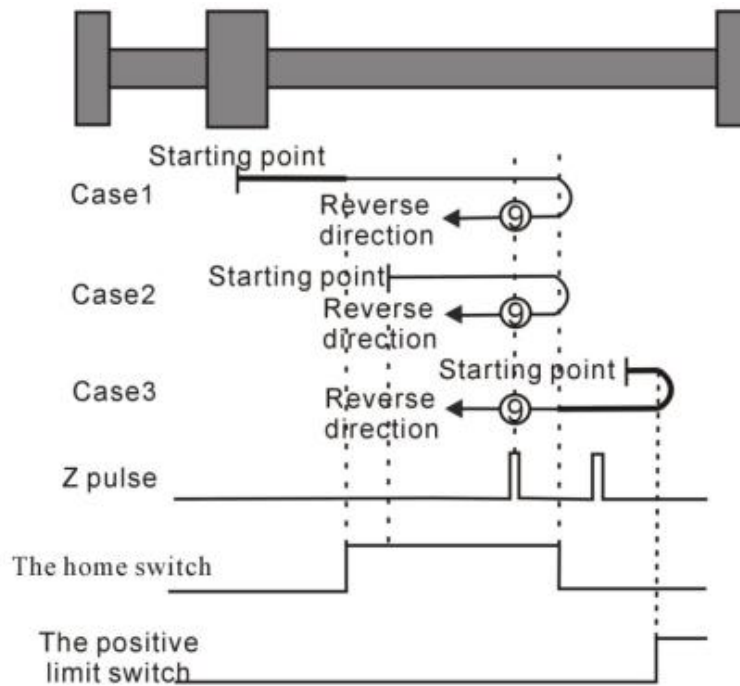 Starting point
Case1
Reverse
direction
⑨
Starting point
Case2
Reverse
direction
⑨
Starting point
Case3
Reverse
direction
⑨
Z pulse
The home switch
The positive
limit switch